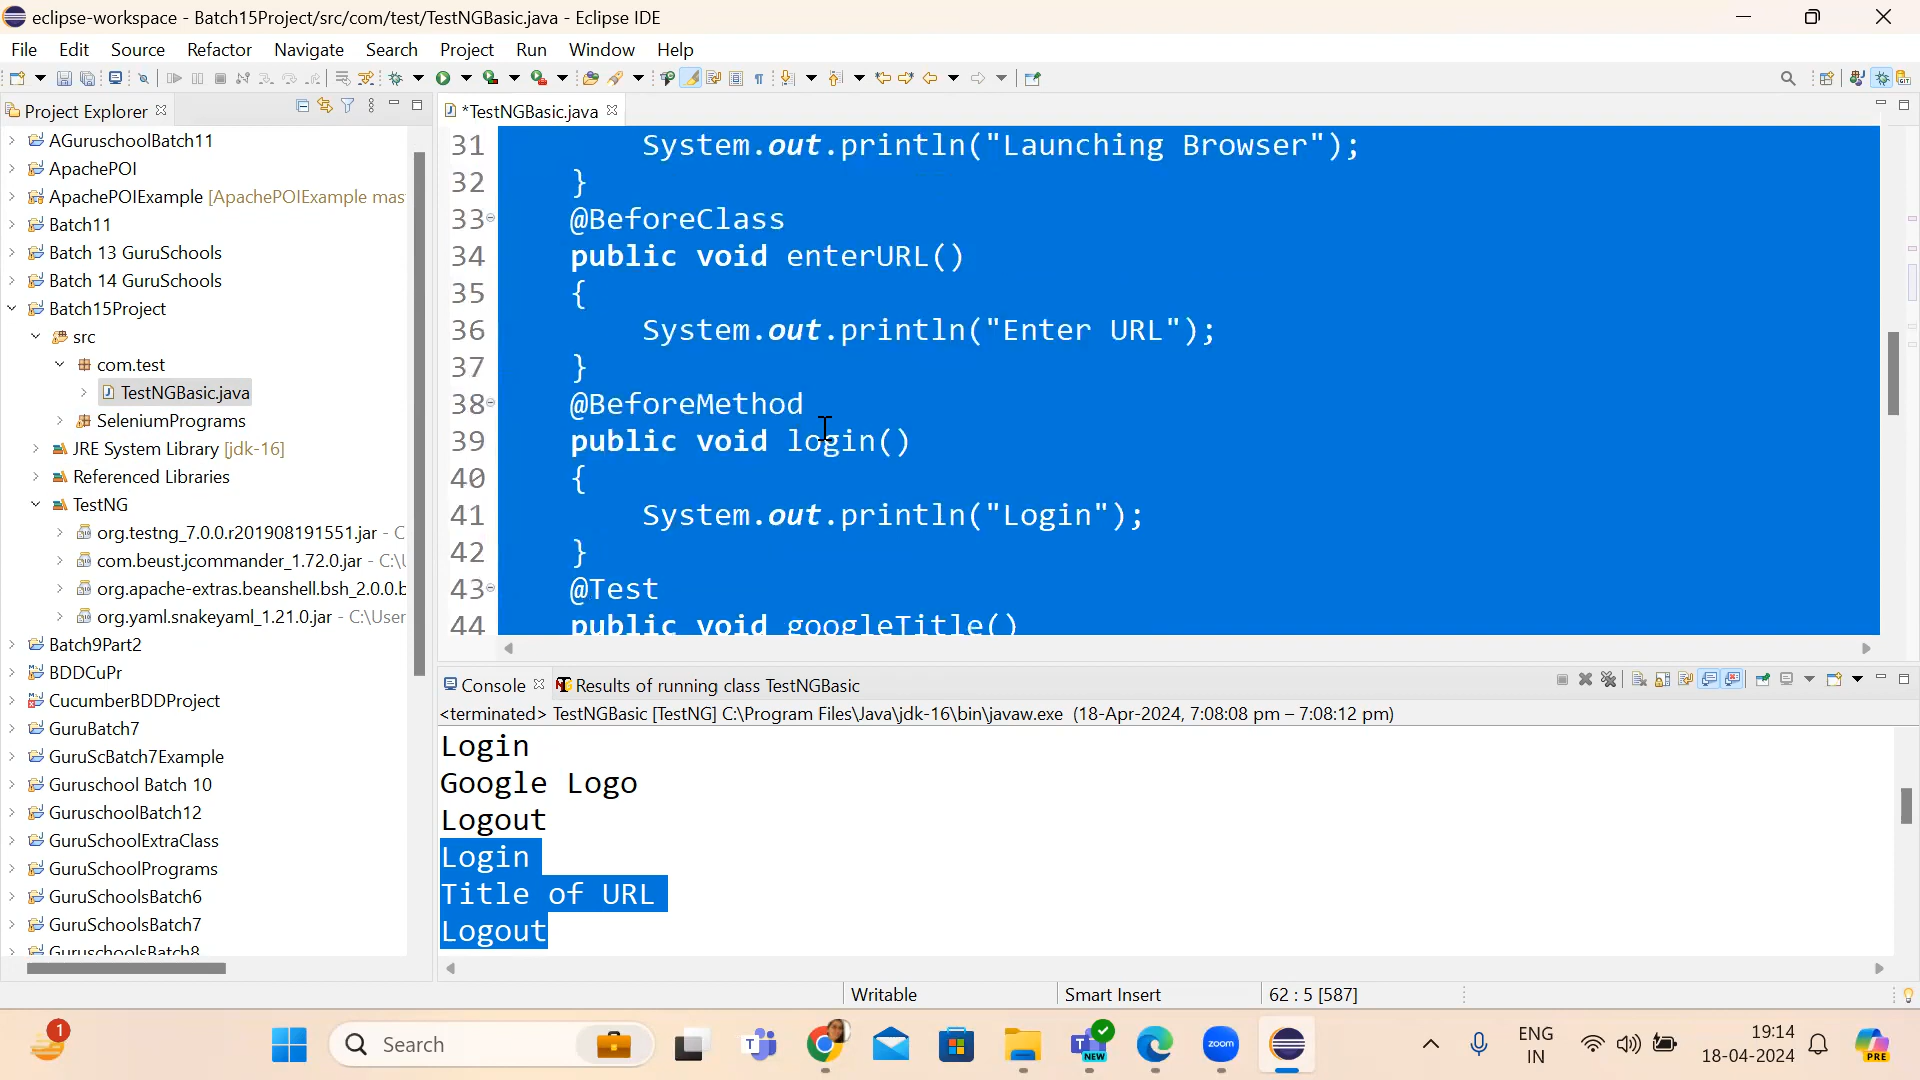 eclipse-workspace - Batch15Project/src/com/test/TestNGBasic.java - Eclipse IDE
File Edit Source Refactor Navigate Search Project Run Window Help
Project Explorer
AGuruschoolBatch11
ApachePOI
ApachePOIExample [ApachePOIExample mas
Batch11
Batch 13 GuruSchools
Batch 14 GuruSchools
Batch15Project
src
com.test
TestNGBasic.java
SeleniumPrograms
JRE System Library [jdk-16]
Referenced Libraries
TestNG
org.testng_7.0.0.r201908191551.jar - C
com.beust.jcommander_1.72.0.jar - C:\U
org.apache-extras.beanshell.bsh_2.0.0.b
org.yaml.snakeyaml_1.21.0.jar - C:\User
Batch9Part2
BDDCuPr
CucumberBDDProject
GuruBatch7
GuruScBatch7Example
Guruschool Batch 10
GuruschoolBatch12
GuruSchoolExtraClass
GuruSchoolPrograms
GuruSchoolsBatch6
GuruSchoolsBatch7
GuruschoolsBatch8
*TestNGBasic.java
31 System.out.println("Launching Browser");
32 }
33 @BeforeClass
34 public void enterURL()
35 {
36 System.out.println("Enter URL");
37 }
38 @BeforeMethod
39 public void login()
40 {
41 System.out.println("Login");
42 }
43 @Test
44 public void googleTitle()
Console Results of running class TestNGBasic
<terminated> TestNGBasic [TestNG] C:\Program Files\Java\jdk-16\bin\javaw.exe (18-Apr-2024, 7:08:08 pm – 7:08:12 pm)
Login
Google Logo
Logout
Login
Title of URL
Logout
Writable Smart Insert 62 : 5 [587]
1
Search
NEW
zoom
ENG
IN
19:14
18-04-2024
PRE